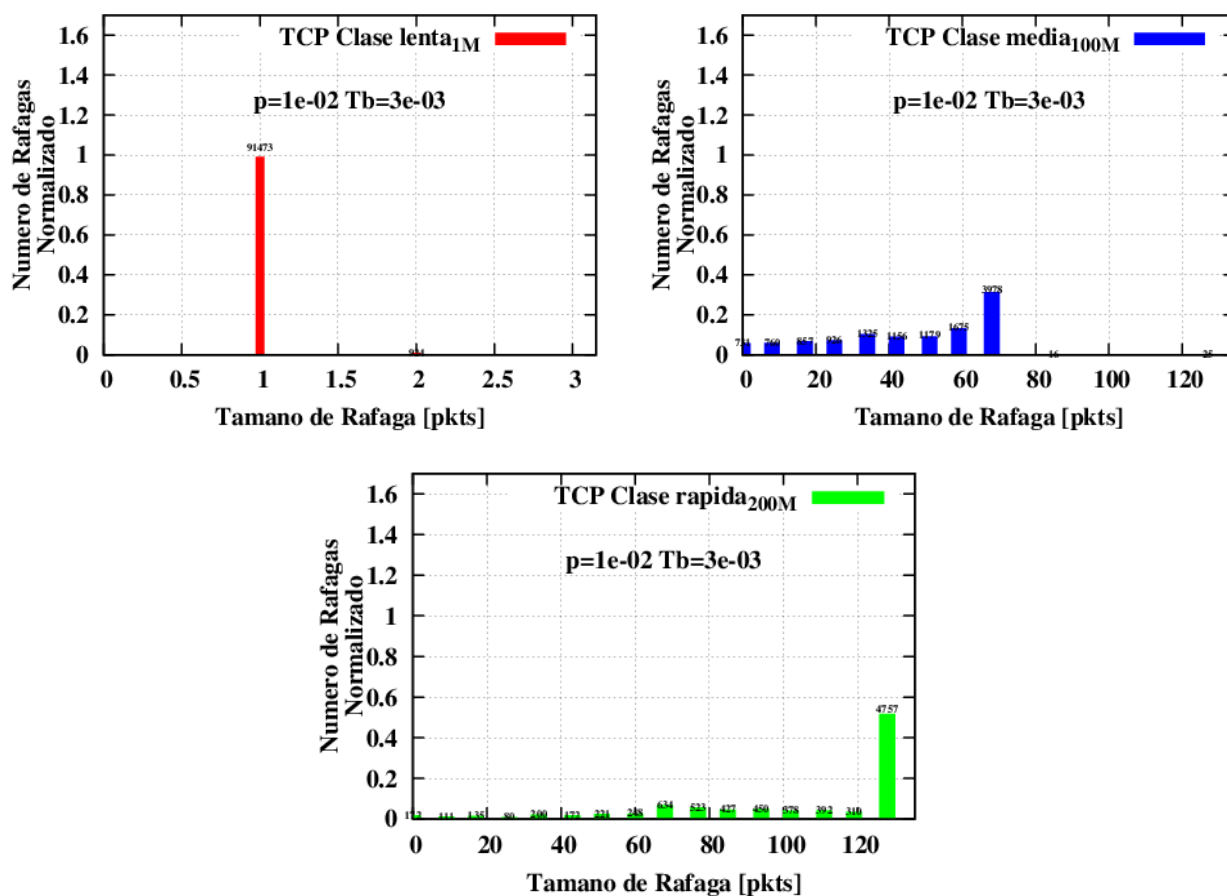 TCP Clase lenta1M
p=1e-02 Tb=3e-03
Numero de Rafagas
Normalizado
1.6
1.4
1.2
1
0.8
0.6
0.4
0.2
0
91473
0 0.5 1 1.5 2 2.5 3
Tamano de Rafaga [pkts]
TCP Clase media100M
p=1e-02 Tb=3e-03
Numero de Rafagas
Normalizado
1.6
1.4
1.2
1
0.8
0.6
0.4
0.2
0
760 857 926 1325 1156 1179 1675 3978 16 25
0 20 40 60 80 100 120
Tamano de Rafaga [pkts]
TCP Clase rapida200M
p=1e-02 Tb=3e-03
Numero de Rafagas
Normalizado
1.6
1.4
1.2
1
0.8
0.6
0.4
0.2
0
111 135 80 200 172 221 634 523 427 450 378 392 310 4757
0 20 40 60 80 100 120
Tamano de Rafaga [pkts]